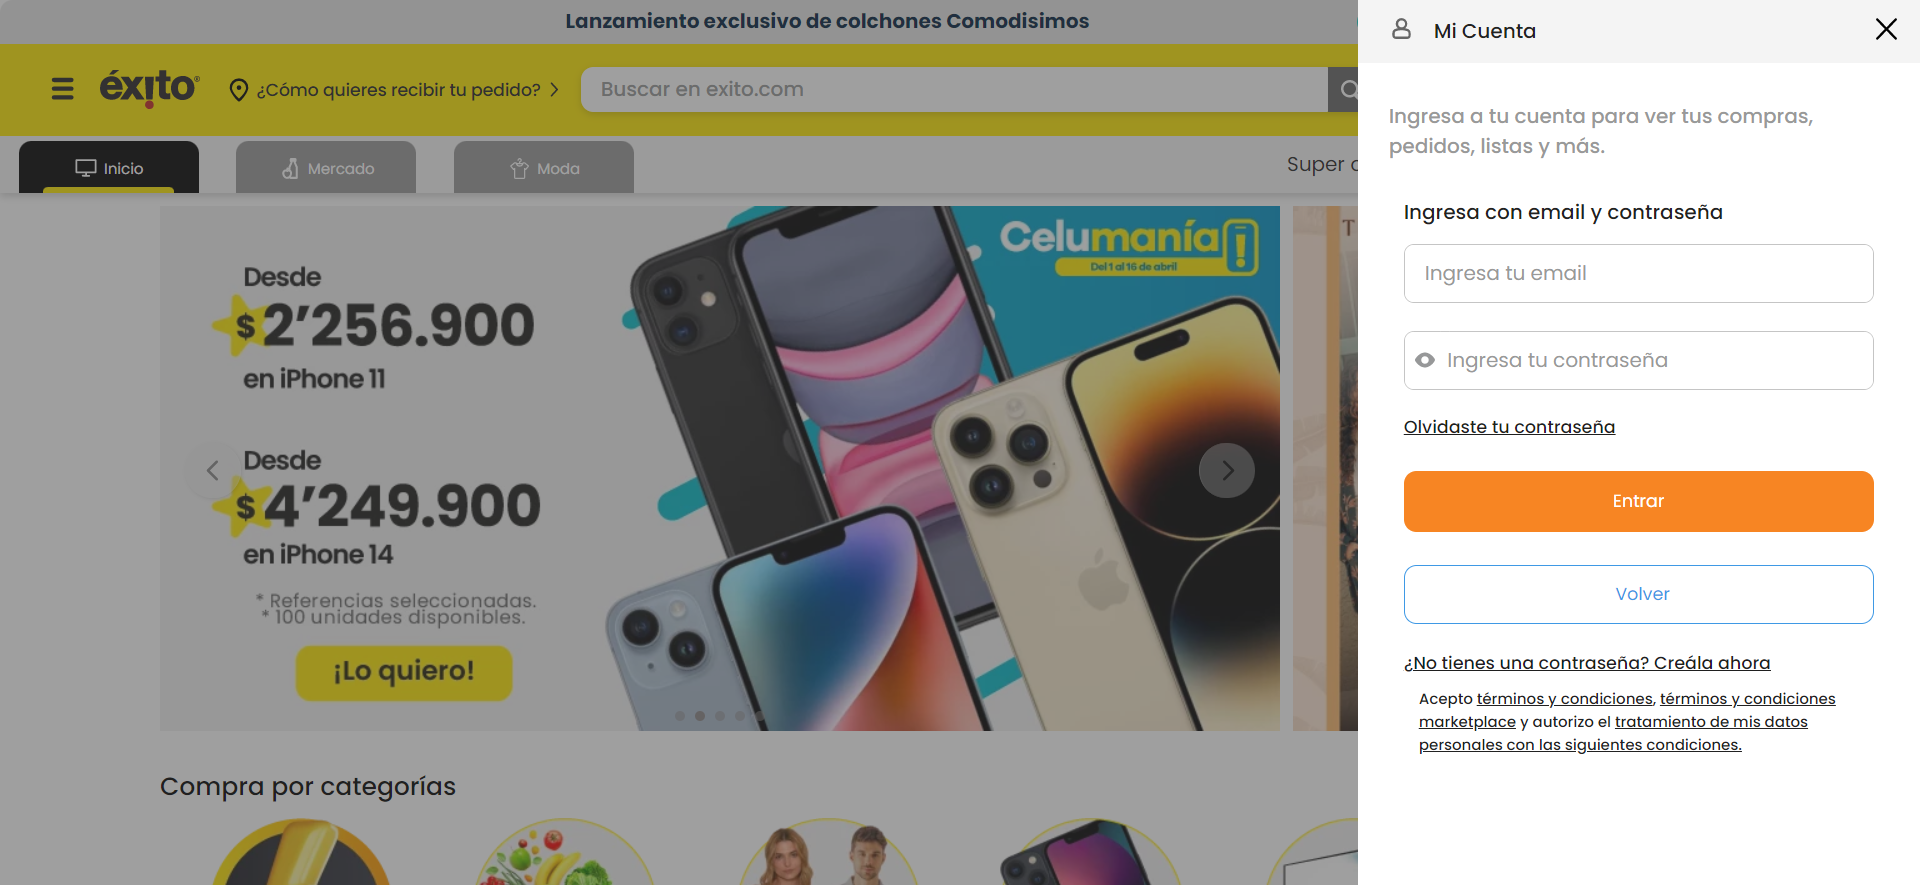 Lanzamiento exclusivo de colchones Comodisimos
éxito
¿Cómo quieres recibir tu pedido?
Buscar en exito.com
Inicio
Mercado
Moda
Super
Desde
$2'256.900
en iPhone 11
Desde
$4'249.900
en iPhone 14
* Referencias seleccionadas.
* 100 unidades disponibles.
¡Lo quiero!
Celumanía
Del 1 al 16 de abril
Compra por categorías
Mi Cuenta
Ingresa a tu cuenta para ver tus compras,
pedidos, listas y más.
Ingresa con email y contraseña
Ingresa tu email
Ingresa tu contraseña
Olvidaste tu contraseña
Entrar
Volver
¿No tienes una contraseña? Creála ahora
Acepto términos y condiciones, términos y condiciones
marketplace y autorizo el tratamiento de mis datos
personales con las siguientes condiciones.